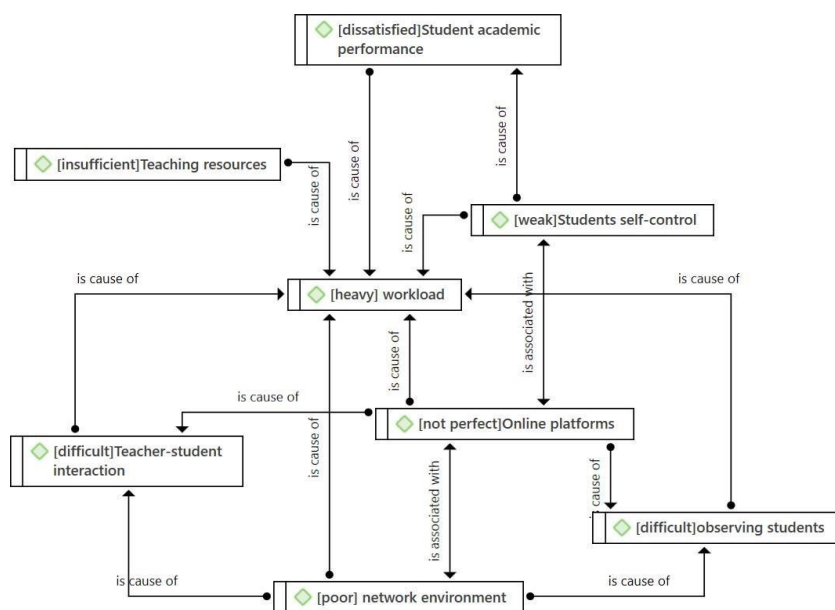 [dissatisfied]Student academic
performance
is cause of
is cause of
[insufficient]Teaching resources
is cause of
[weak]Students self-control
is cause of
is cause of
is associated with
is cause of
[heavy] workload
is cause of
is cause of
is cause of
[not perfect]Online platforms
[difficult]Teacher-student
interaction
is associated with
is cause of
[difficult]observing students
is cause of
[poor] network environment
is cause of